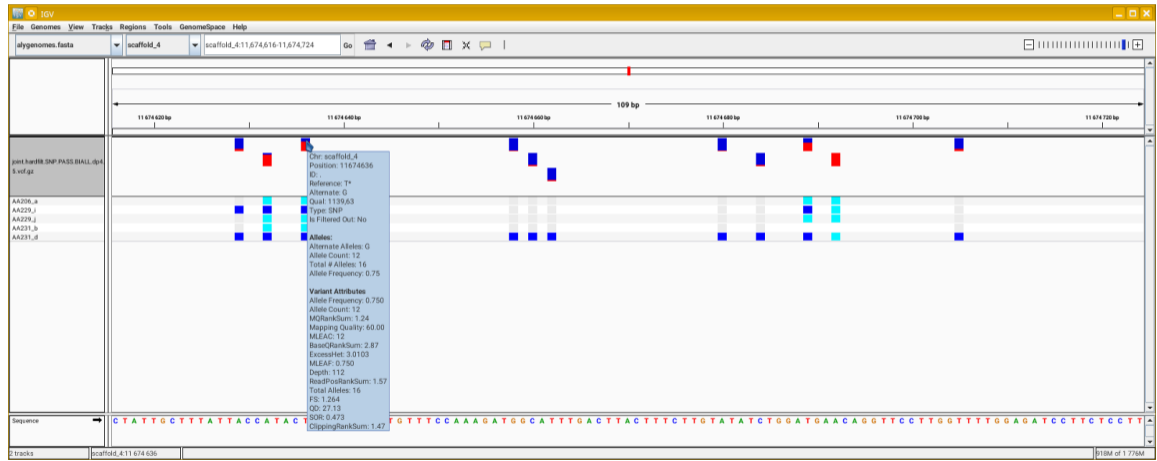 IGV
File Genomes View Tracks Regions Tools GenomeSpace Help
alygenomes.fasta scaffold_4 scaffold_4:11,674,616-11,674,724 Go
109 bp
11 674 620 bp 11 674 640 bp 11 674 660 bp 11 674 680 bp 11 674 700 bp 11 674 720 bp
joint.hardfilt.SNP.PASS.BIALL.dp4
5.vcf.gz
AA206_a
AA229_i
AA229_j
AA231_b
AA231_d
Chr: scaffold_4
Position: 11674636
ID: .
Reference: T*
Alternate: G
Qual: 1139,63
Type: SNP
Is Filtered Out: No
Alleles:
Alternate Alleles: G
Allele Count: 12
Total # Alleles: 16
Allele Frequency: 0.75
Variant Attributes
Allele Frequency: 0.750
Allele Count: 12
MQRankSum: 1.24
Mapping Quality: 60.00
MLEAC: 12
BaseQRankSum: 2.87
ExcessHet: 3.0103
MLEAF: 0.750
Depth: 112
ReadPosRankSum: 1.57
Total Alleles: 16
FS: 1.264
QD: 27.13
SOR: 0.473
ClippingRankSum: 1.47
Sequence C T A T T G C T T T A T T A C C A T A C T G T T T C C A A A G A T G G C A T T T G A C T T A C T T T C T T G T A T A T C T G G A T G A A C A G G T T C C T T G G T T T T G G A G A T C C T T C T C C T T
2 tracks scaffold_4:11 674 636 918M of 1 776M